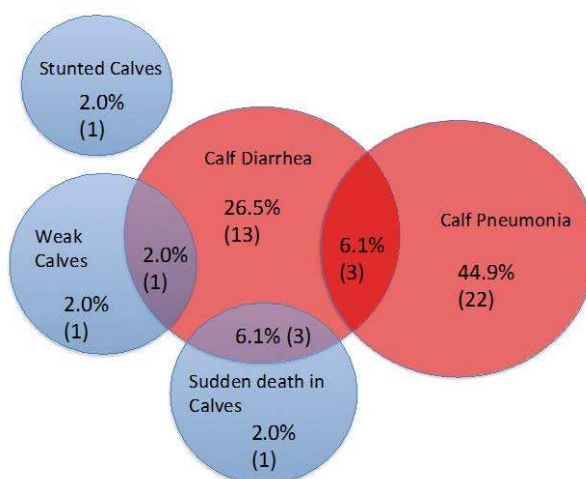 Stunted Calves
2.0%
(1)
Calf Diarrhea
26.5%
(13)
Calf Pneumonia
44.9%
(22)
6.1%
(3)
Weak
Calves
2.0%
(1)
2.0%
(1)
6.1% (3)
Sudden death in
Calves
2.0%
(1)